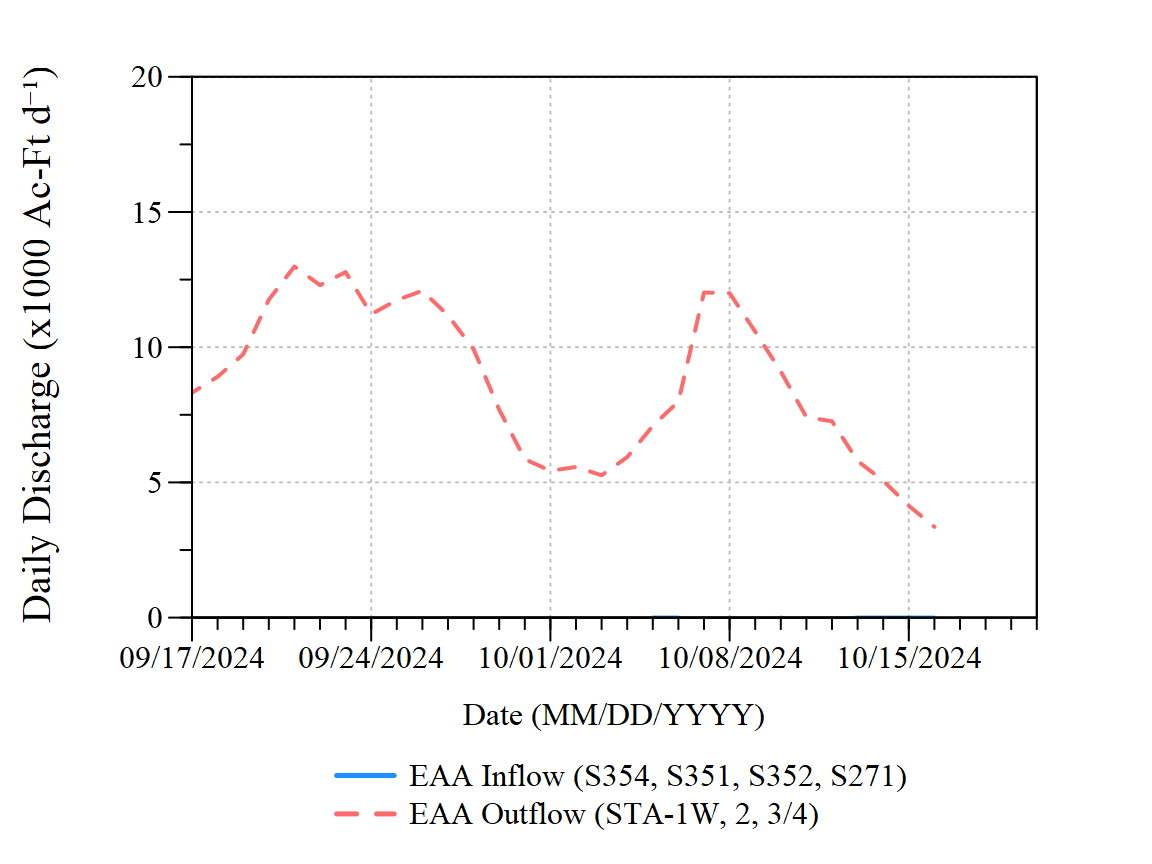 Daily Discharge (x1000 Ac-Ft d⁻¹)
20
15
10
5
0
09/17/2024 09/24/2024 10/01/2024 10/08/2024 10/15/2024
Date (MM/DD/YYYY)
EAA Inflow (S354, S351, S352, S271)
EAA Outflow (STA-1W, 2, 3/4)